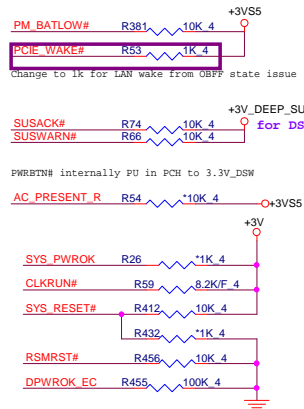 +3VS5
PM_BATLOW# R381 10K_4
PCIE_WAKE# R53 1K_4
Change to 1k for LAN wake from OBFF state issue
+3V_DEEP_SU
SUSACK# R74 10K_4 for DS
SUSWARN# R66 10K_4
PWRBTN# internally PU in PCH to 3.3V_DSW
AC_PRESENT_R R54 *10K_4 +3VS5
+3V
SYS_PWROK R26 *1K_4
CLKRUN# R59 8.2K/F_4
SYS_RESET# R412 10K_4
R432 *1K_4
RSMRST# R456 10K_4
DPWROK_EC R455 100K_4